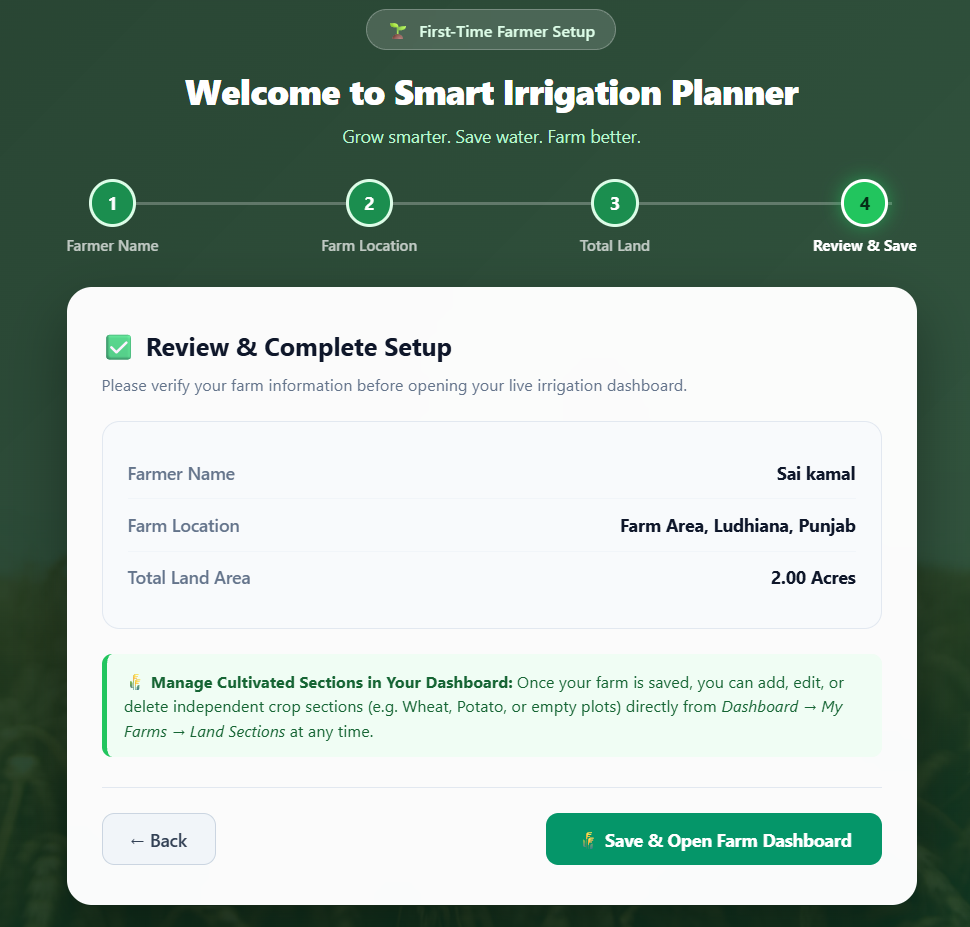 First-Time Farmer Setup
Welcome to Smart Irrigation Planner
Grow smarter. Save water. Farm better.
1 2 3 4
Farmer Name Farm Location Total Land Review & Save
Review & Complete Setup
Please verify your farm information before opening your live irrigation dashboard.
Farmer Name Sai kamal
Farm Location Farm Area, Ludhiana, Punjab
Total Land Area 2.00 Acres
Manage Cultivated Sections in Your Dashboard: Once your farm is saved, you can add, edit, or
delete independent crop sections (e.g. Wheat, Potato, or empty plots) directly from Dashboard → My
Farms → Land Sections at any time.
← Back Save & Open Farm Dashboard